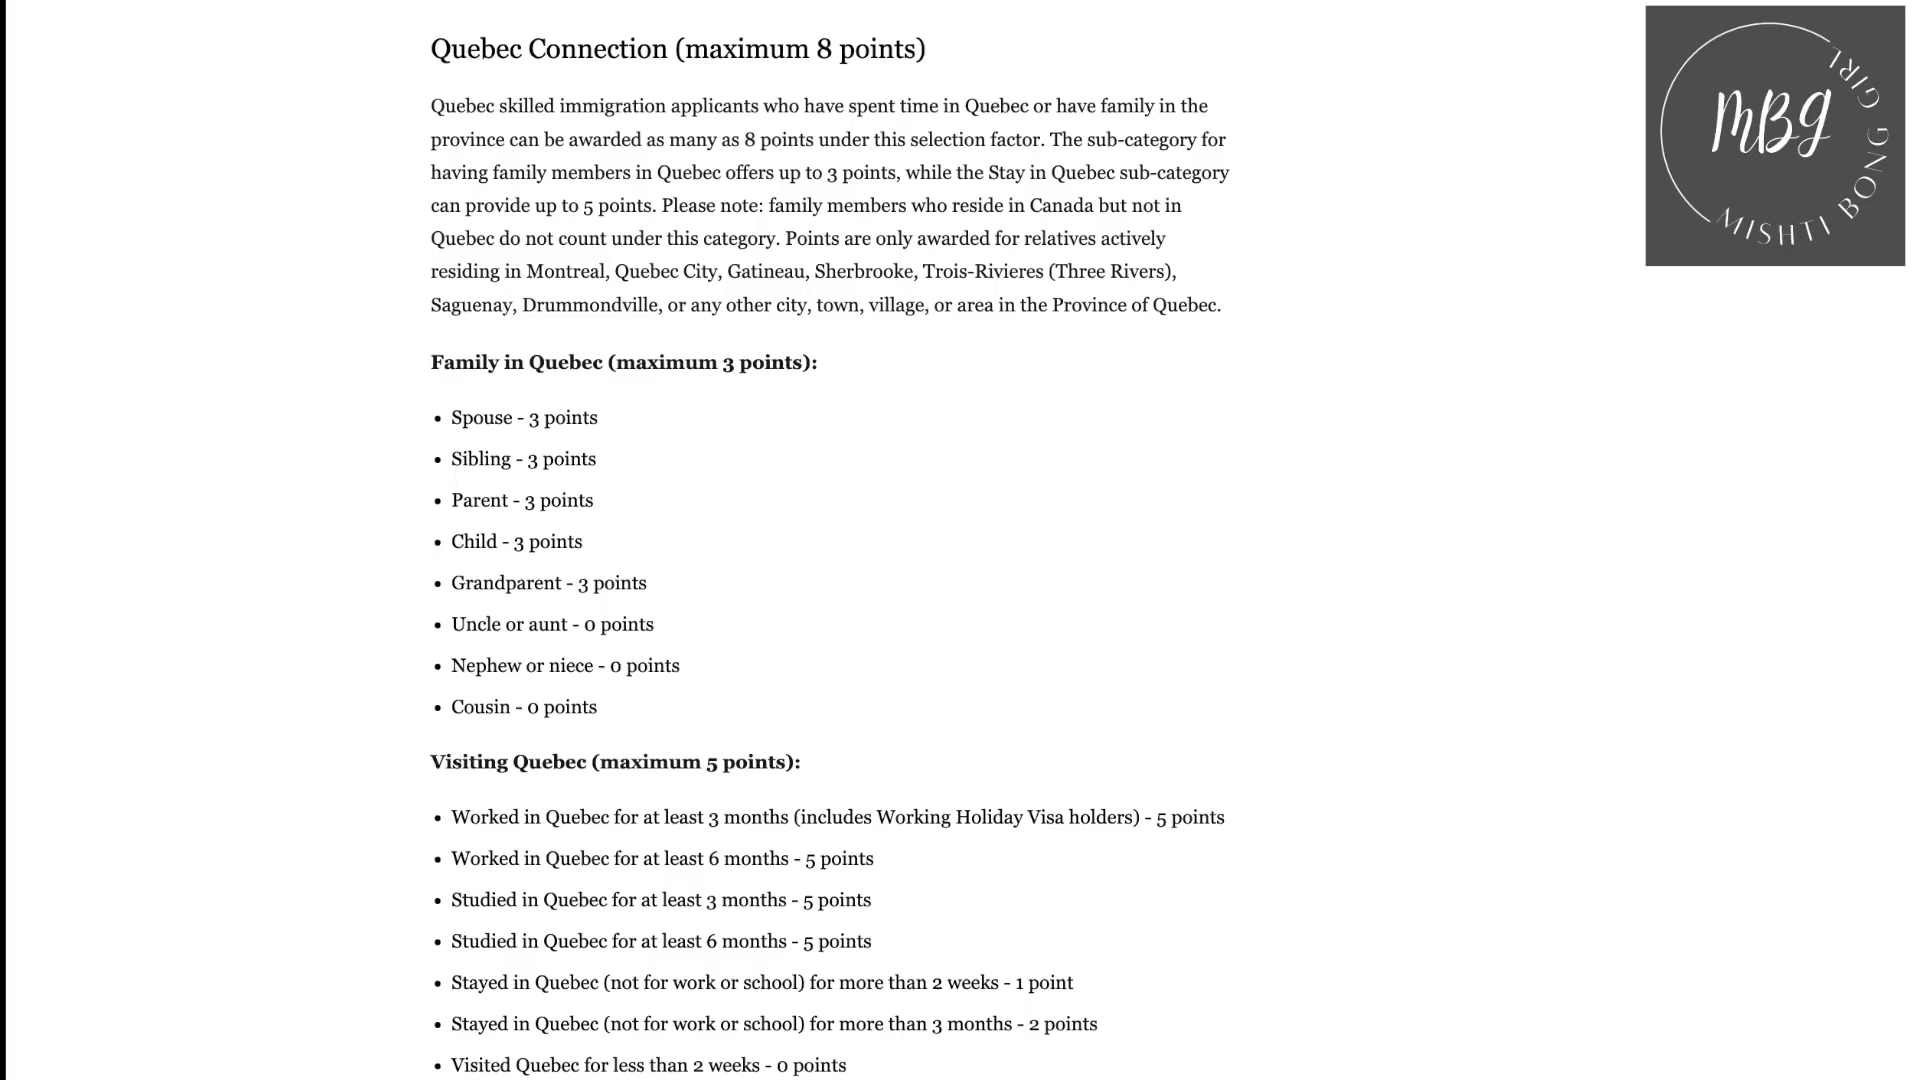 Quebec Connection (maximum 8 points)
Quebec skilled immigration applicants who have spent time in Quebec or have family in the
province can be awarded as many as 8 points under this selection factor. The sub-category for
having family members in Quebec offers up to 3 points, while the Stay in Quebec sub-category
can provide up to 5 points. Please note: family members who reside in Canada but not in
Quebec do not count under this category. Points are only awarded for relatives actively
residing in Montreal, Quebec City, Gatineau, Sherbrooke, Trois-Rivieres (Three Rivers),
Saguenay, Drummondville, or any other city, town, village, or area in the Province of Quebec.
Family in Quebec (maximum 3 points):
• Spouse - 3 points
• Sibling - 3 points
• Parent - 3 points
• Child - 3 points
• Grandparent - 3 points
• Uncle or aunt - 0 points
• Nephew or niece - 0 points
• Cousin - 0 points
Visiting Quebec (maximum 5 points):
• Worked in Quebec for at least 3 months (includes Working Holiday Visa holders) - 5 points
• Worked in Quebec for at least 6 months - 5 points
• Studied in Quebec for at least 3 months - 5 points
• Studied in Quebec for at least 6 months - 5 points
• Stayed in Quebec (not for work or school) for more than 2 weeks - 1 point
• Stayed in Quebec (not for work or school) for more than 3 months - 2 points
• Visited Quebec for less than 2 weeks - 0 points
MBG
MISHTI BONG GIRL